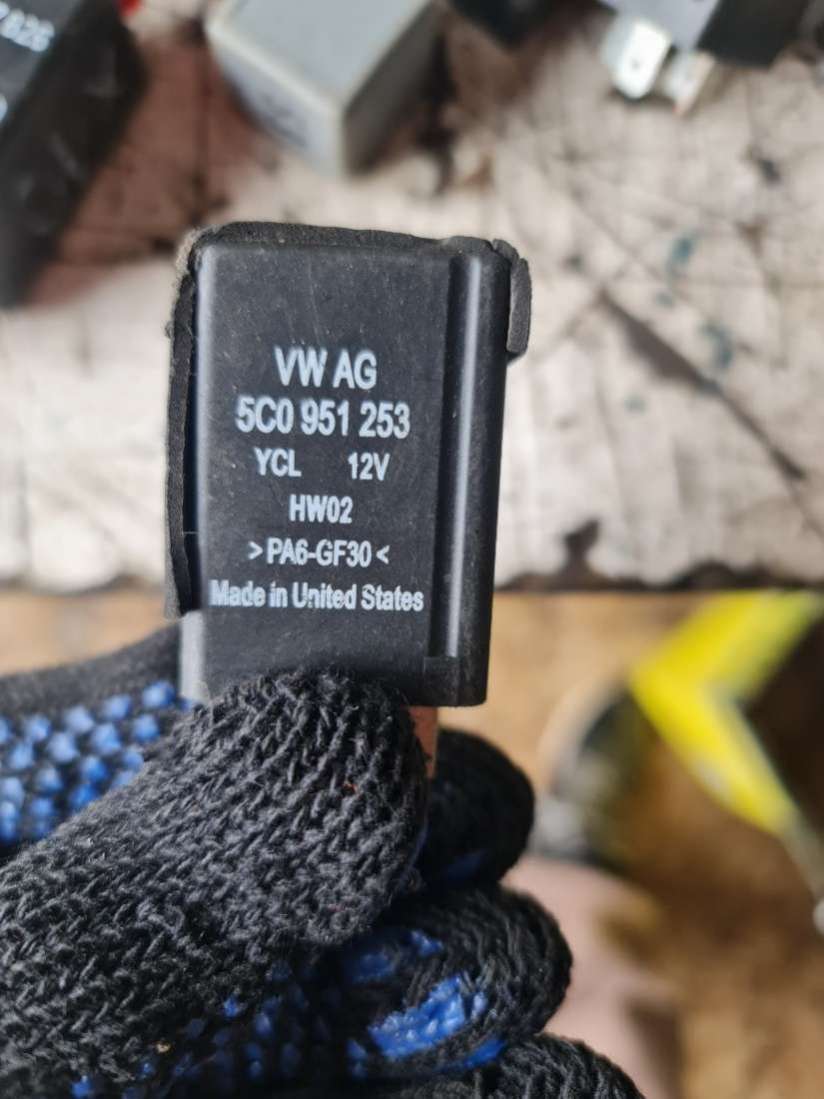 VW AG
5C0 951 253
YCL 12V
HW02
>PA6-GF30<
Made in United States